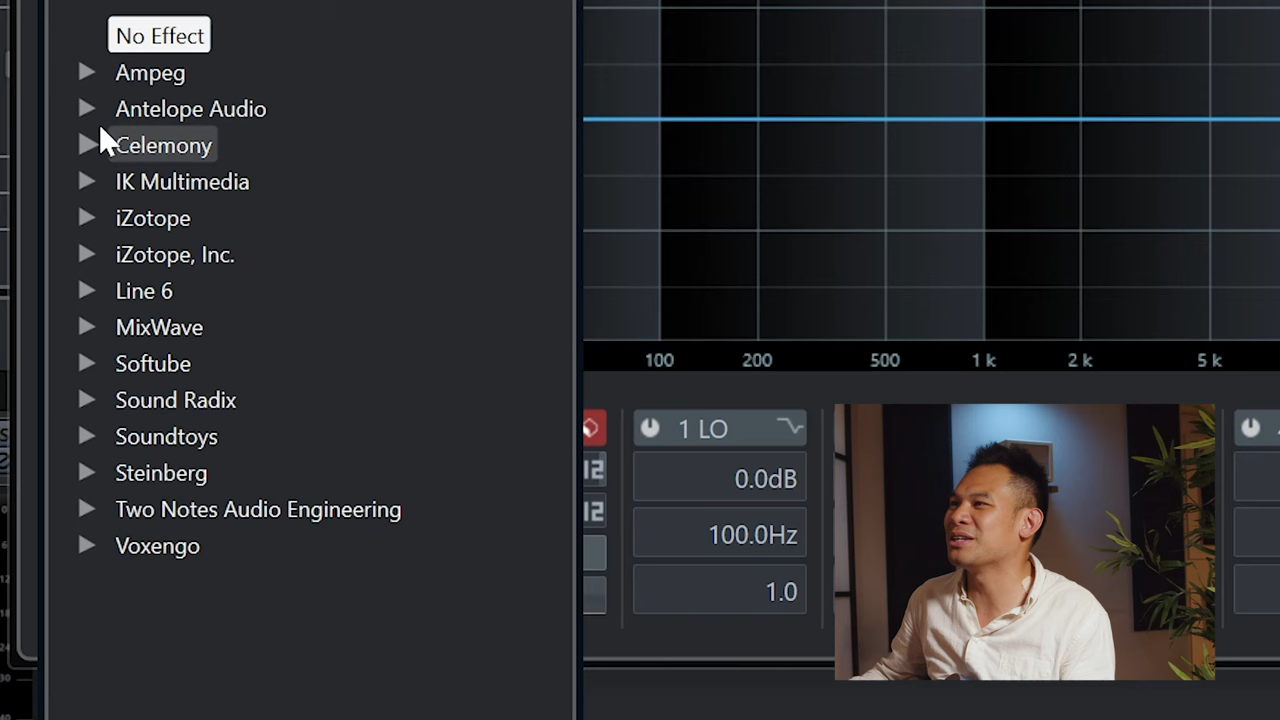 No Effect
Ampeg
Antelope Audio
Celemony
IK Multimedia
iZotope
iZotope, Inc.
Line 6
MixWave
Softube
Sound Radix
Soundtoys
Steinberg
Two Notes Audio Engineering
Voxengo
100 200 500 1 k 2 k 5 k
1 LO
0.0dB
12
12
100.0Hz
1.0